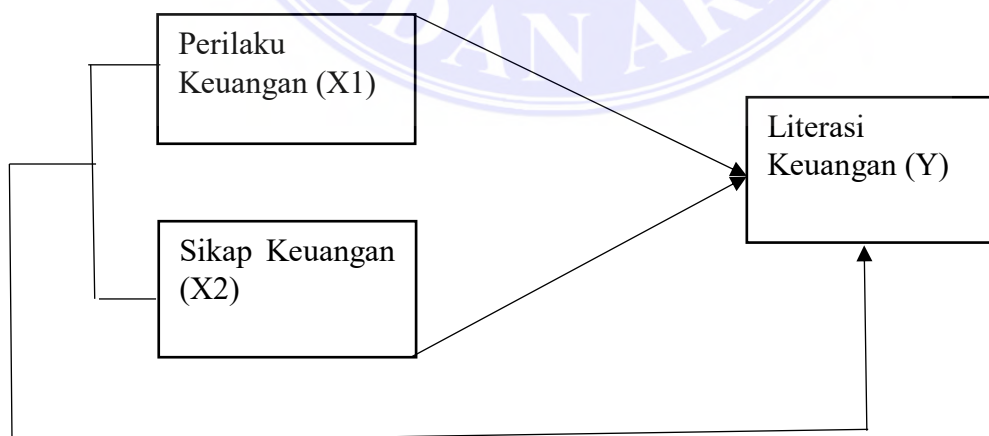 Perilaku
Keuangan (X1)
Literasi
Keuangan (Y)
Sikap Keuangan
(X2)